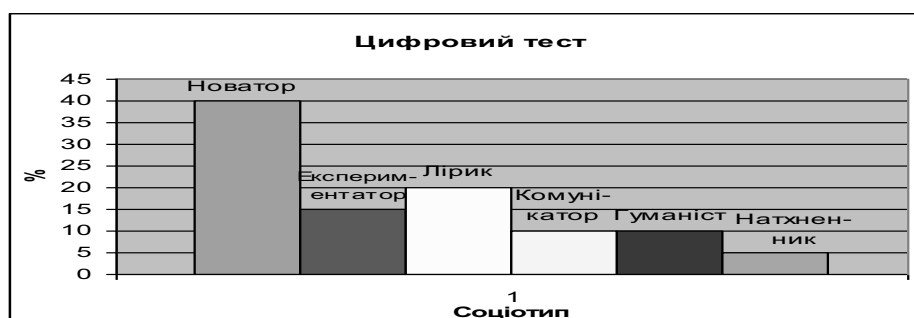 Цифровий тест
45
40
35
30
25
20
15
10
5
0
%
Новатор
Експерим-
ентатор
Лірик
Комуні-
катор
Гуманіст
Натхнен-
ник
1
Соціотип